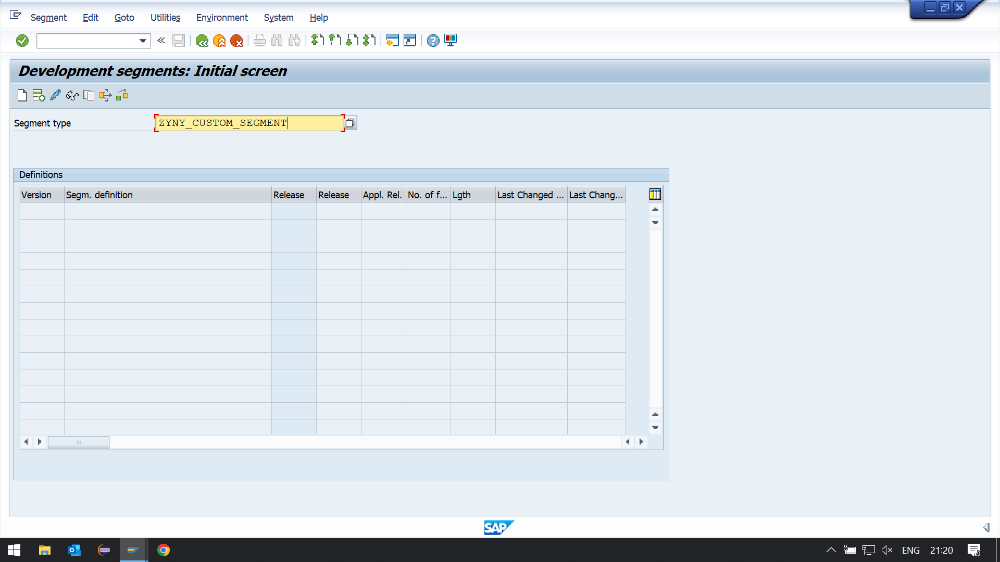 Segment Edit Goto Utilities Environment System Help
Development segments: Initial screen
Segment type ZYNY_CUSTOM_SEGMENT
Definitions
Version Segm. definition Release Release Appl. Rel. No. of f... Lgth Last Changed ... Last Chang...
SAP
ENG 21:20